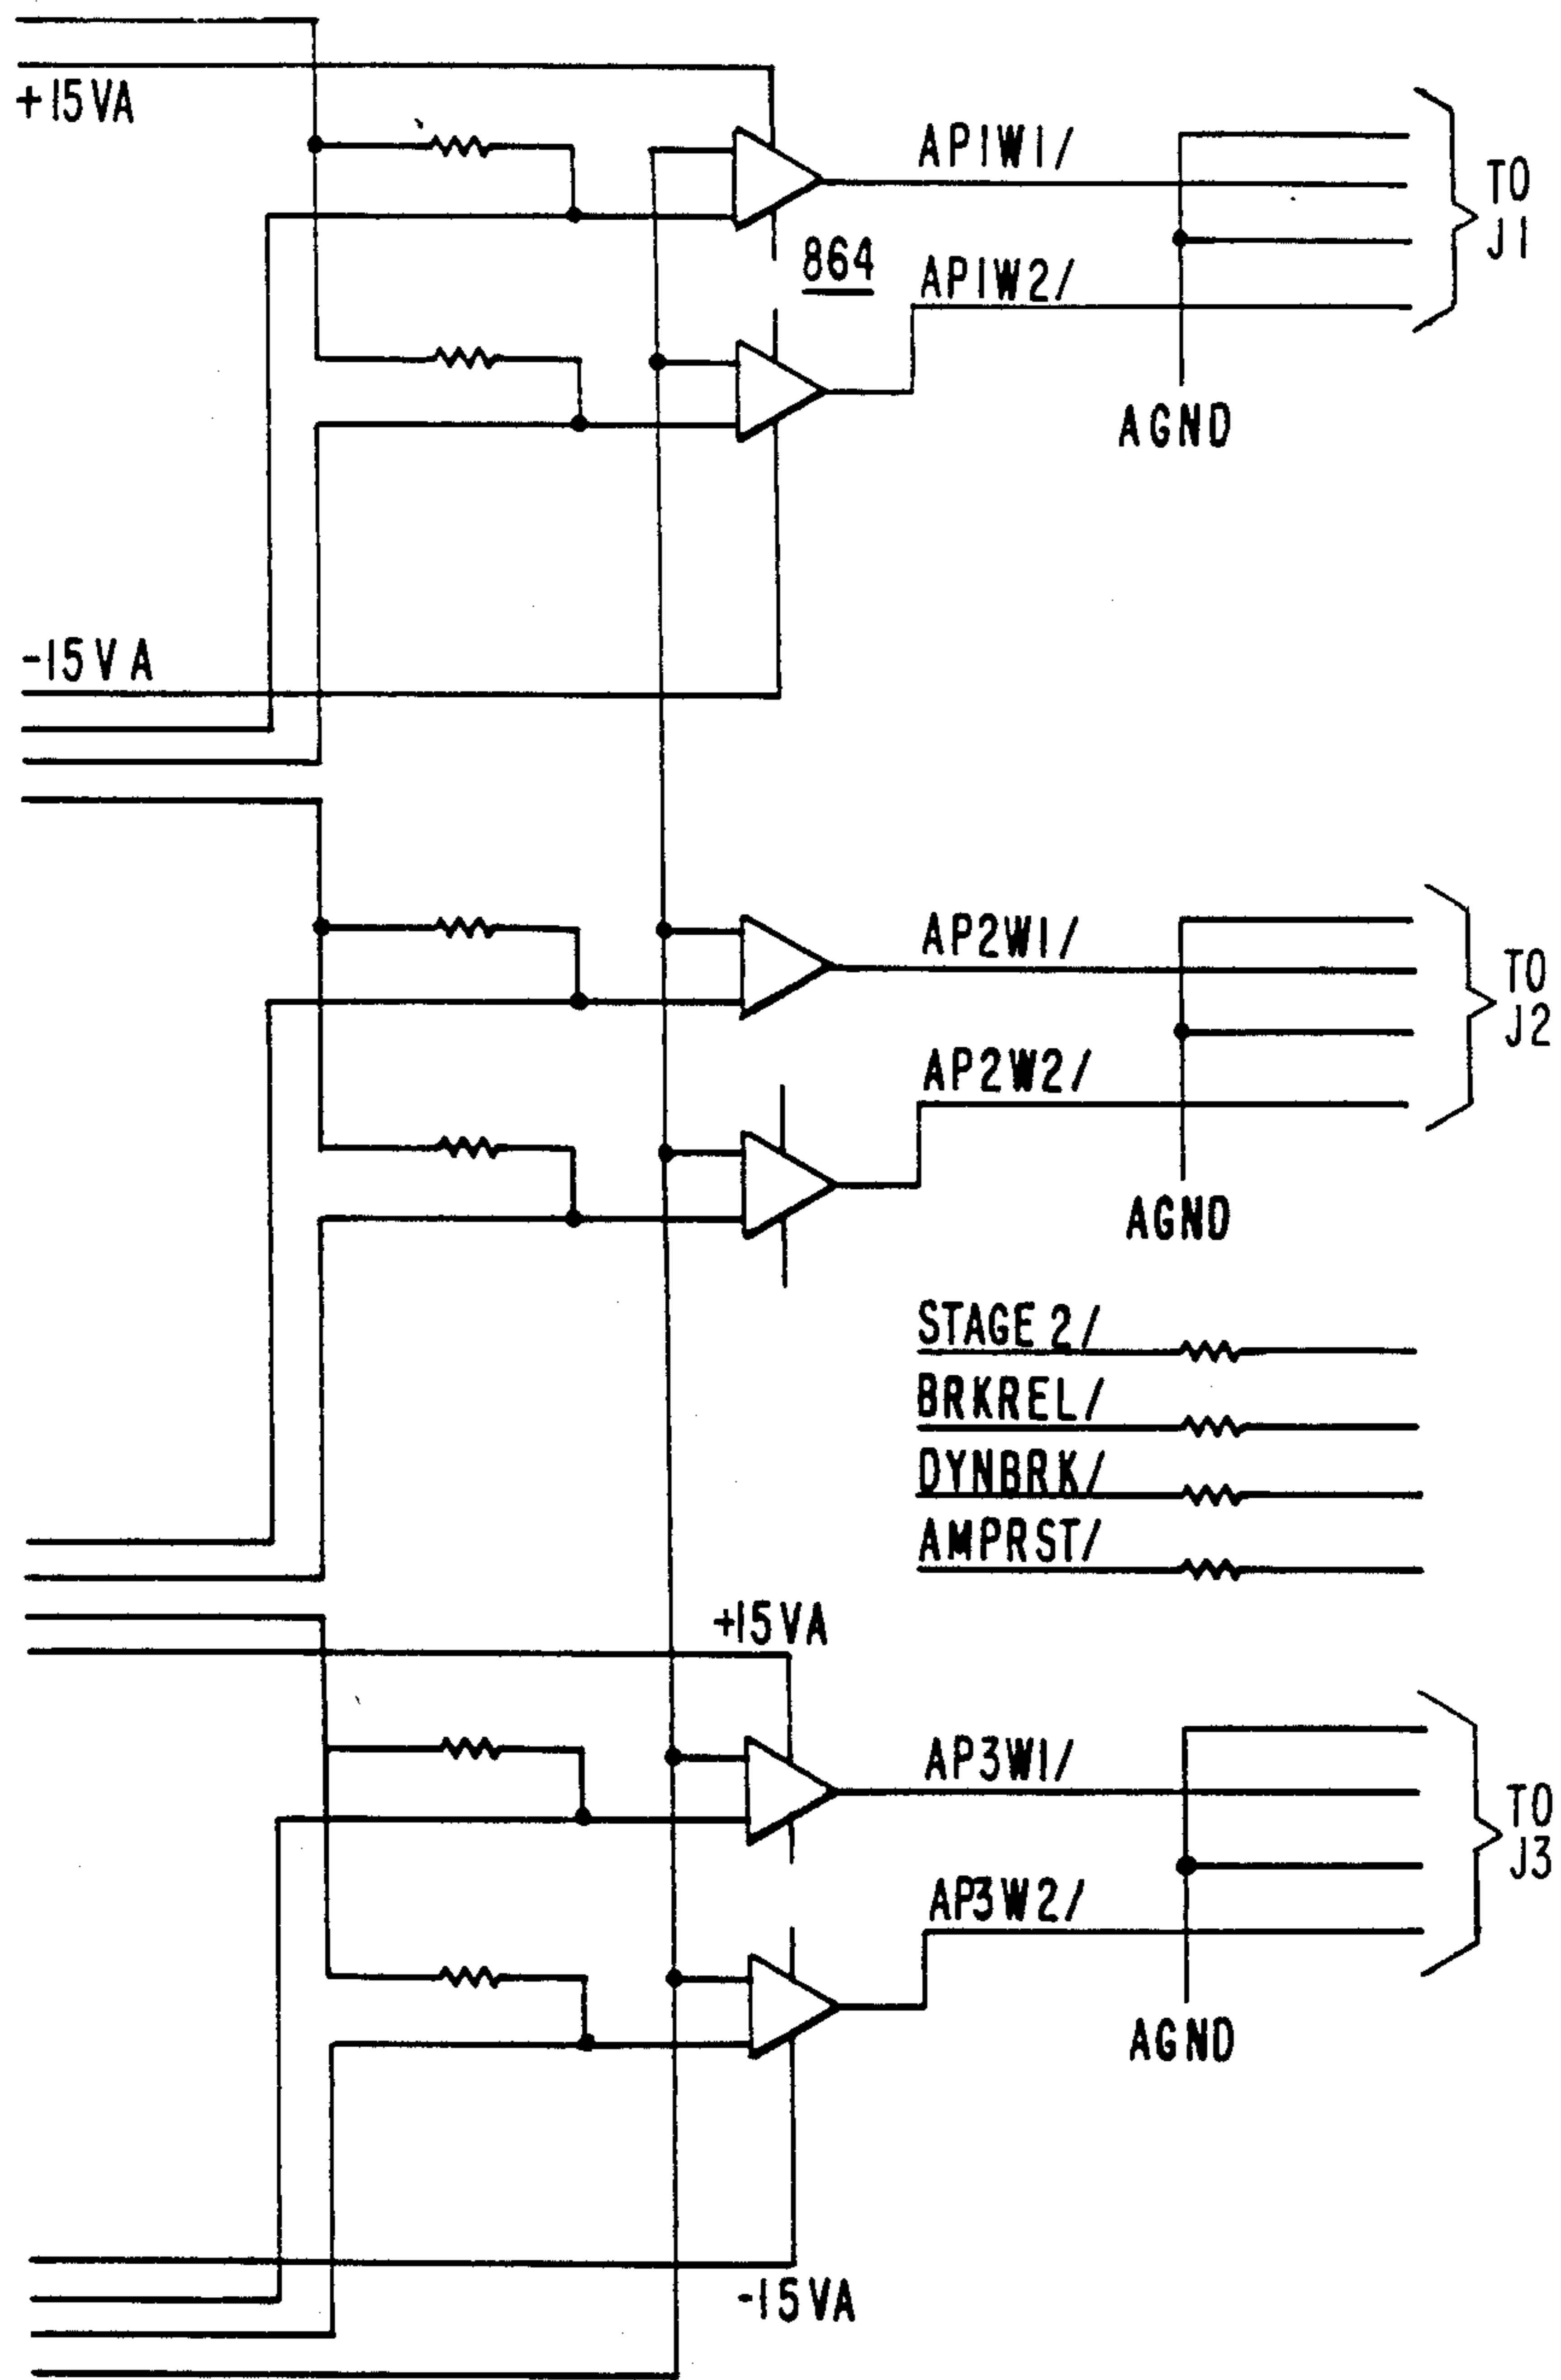 +15VA
AP1W1/
TO
J1
864
AP1W2/
AGND
-15VA
AP2W1/
TO
J2
AP2W2/
AGND
STAGE 2/
BRKREL/
DYNBRK/
AMPRST/
+15VA
AP3W1/
TO
J3
AP3W2/
AGND
-15VA